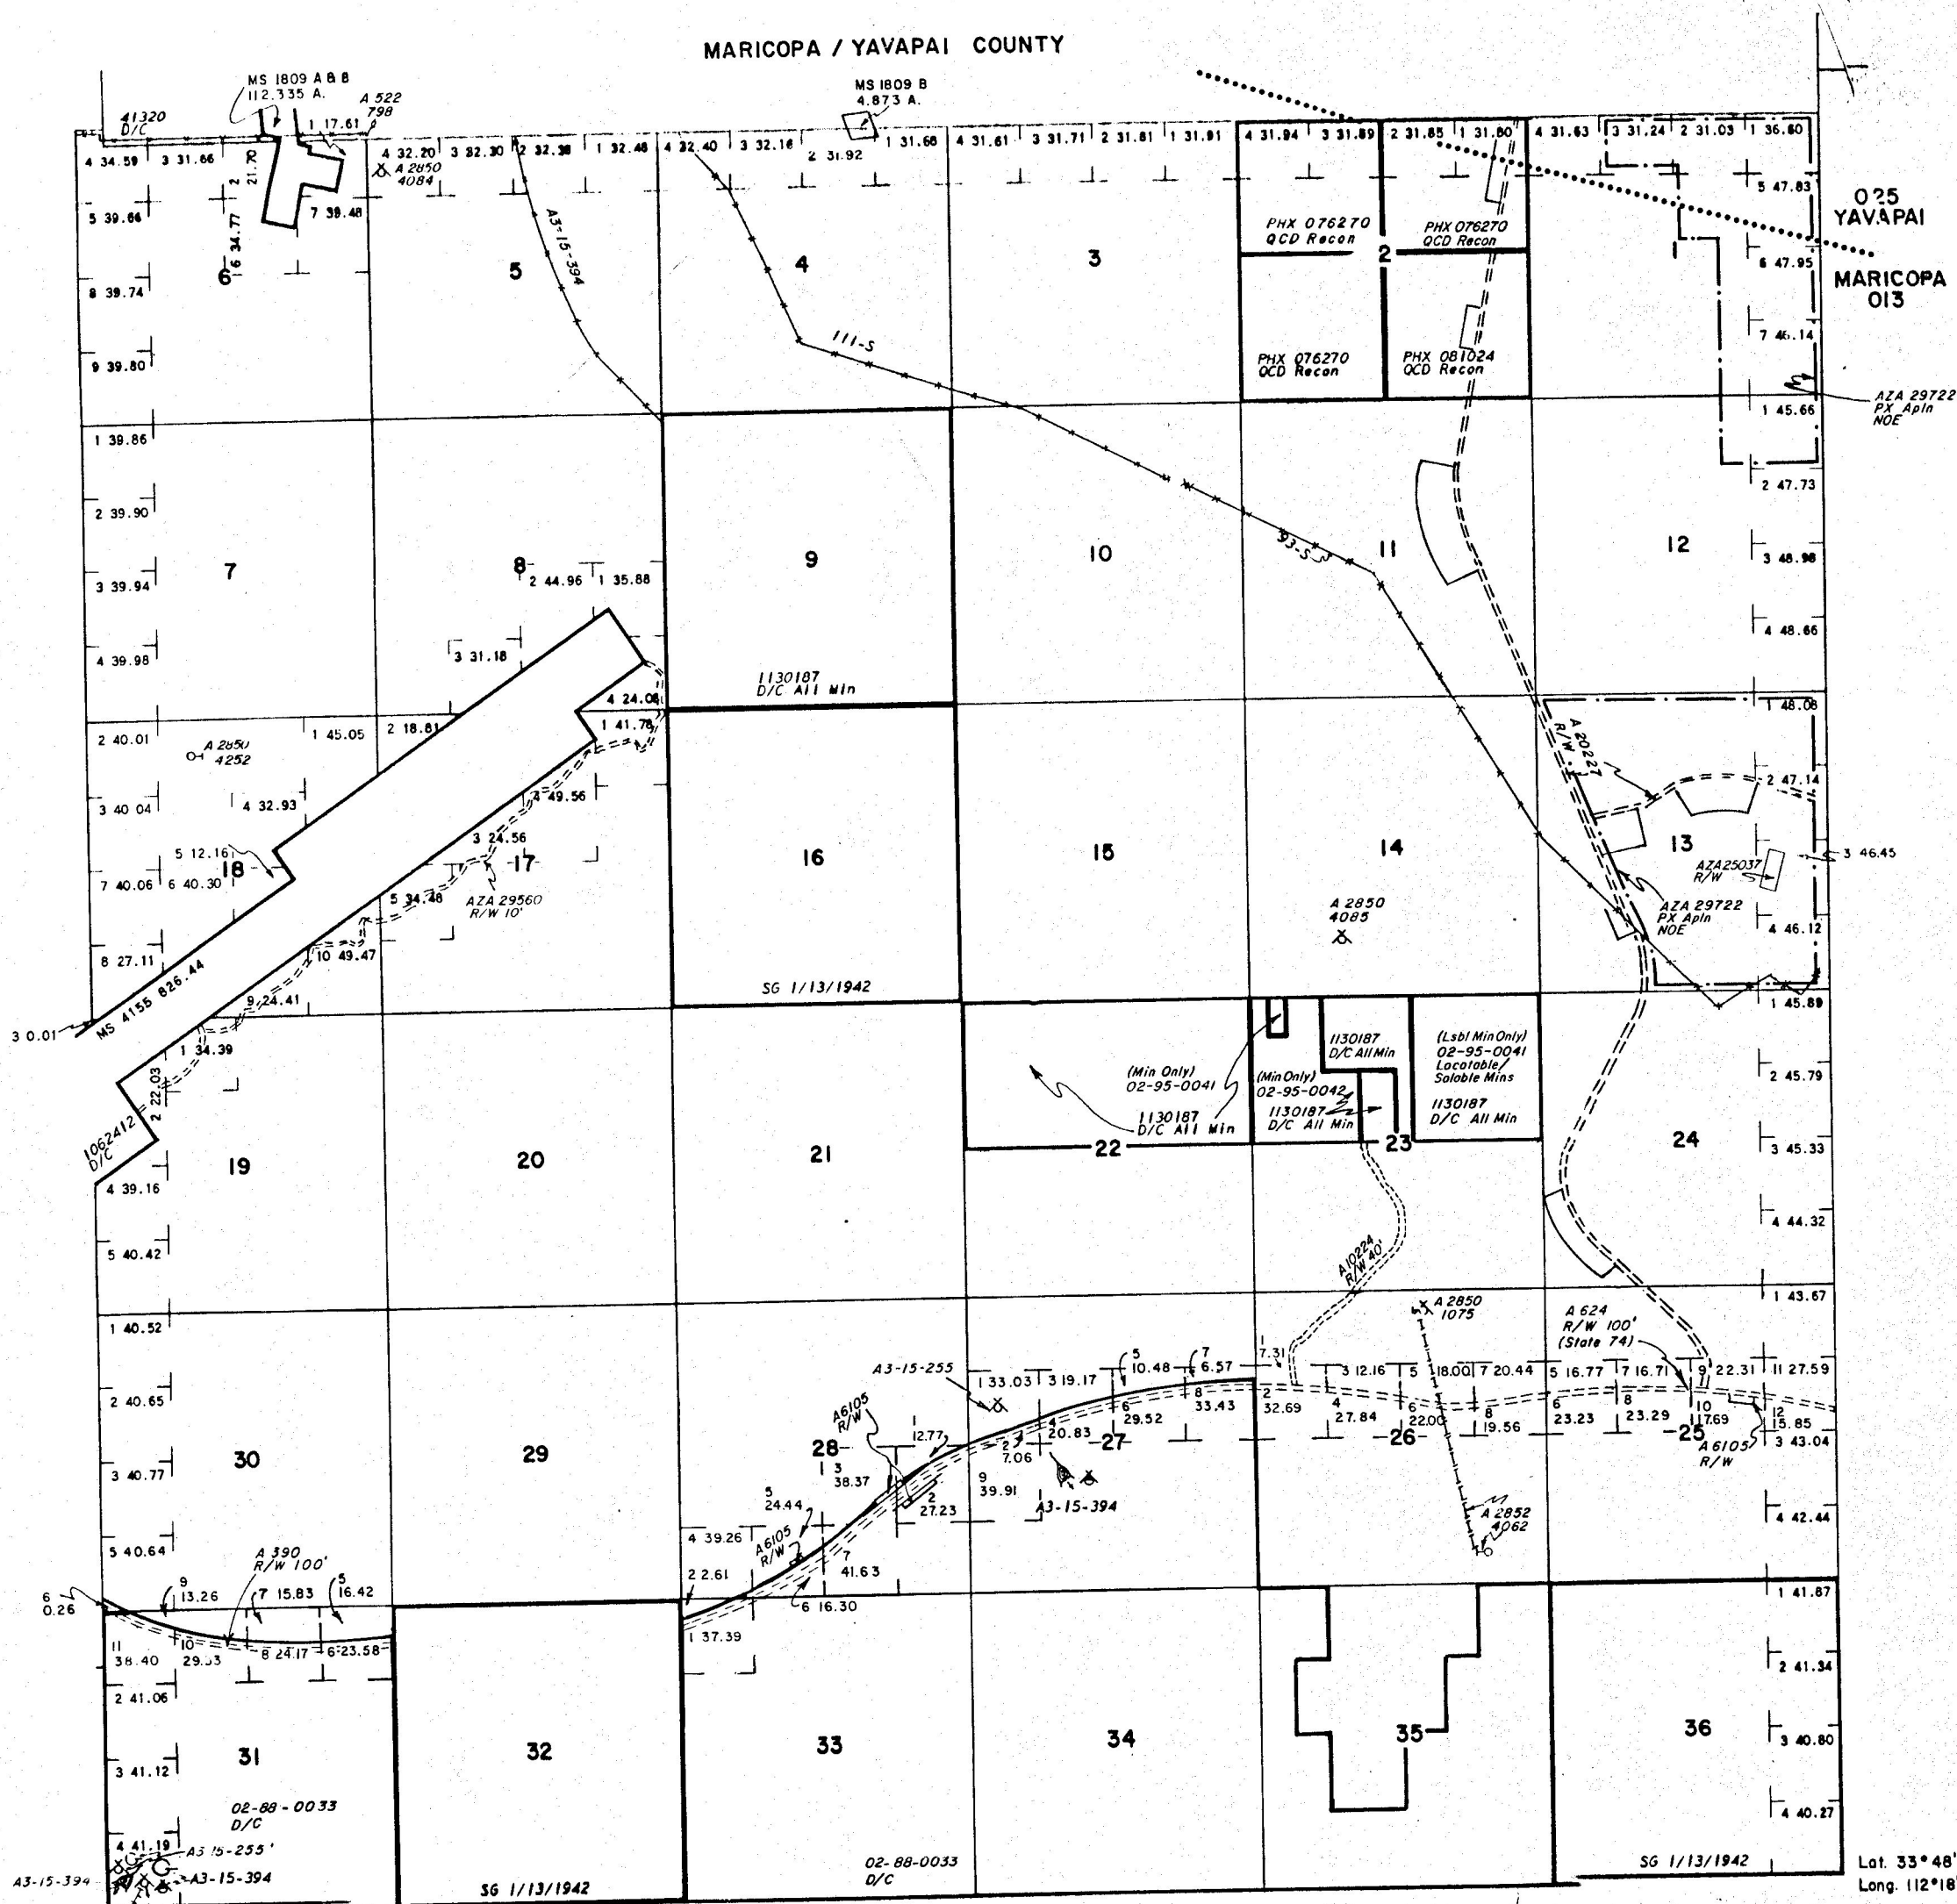 MARICOPA / YAVAPAI COUNTY
MS 1809 A & B
112.335 A.
A 522
798
41320
D/C
1 17.61
MS 1809 B
4.873 A.
4 34.59
3 31.66
2
21.70
4 32.20
3 32.30
2 32.38
1 32.48
4 32.40
3 32.16
2 31.92
1 31.68
4 31.61
3 31.71
2 31.81
1 31.91
4 31.94
3 31.89
2 31.85
1 31.80
4 31.63
3 31.24
2 31.03
1 36.60
A 2850
4084
5 39.66
6 34.77
7 39.48
A3-15-394
5 47.83
025
YAVAPAI
PHX 076270
QCD Recon
PHX 076270
QCD Recon
6
5
4
3
2
1
6 47.95
MARICOPA
013
8 39.74
9 39.80
111-S
PHX 076270
QCD Recon
PHX 081024
QCD Recon
7 46.14
AZA 29722
PX Apln
NOE
1 39.86
1 45.66
2 39.90
2 47.73
7
8
9
10
11
12
93-S
3 39.94
2 44.96
1 35.88
3 48.98
4 39.98
3 31.18
4 48.66
1130187
D/C All Min
4 24.08
1 41.78
2 40.01
A 2850
4252
1 45.05
2 18.81
1 48.08
A 20227
R/W
2 47.14
3 40 04
4 32.93
4 49.56
3 24.56
5 12.16
18
17
16
15
14
13
3 46.45
7 40.06
6 40.30
AZA25037
R/W
5 34.48
AZA 29560
R/W 10'
A 2850
4085
AZA 29722
PX Apln
NOE
4 46.12
8 27.11
10 49.47
MS 4155 826.44
9 24.41
SG 1/13/1942
1 45.89
3 0.01
1 34.39
2 22.03
(Min Only)
02-95-0041
1130187
D/C All Min
1130187
D/C All Min
(Min Only)
02-95-0042
1130187
D/C All Min
(Lsbl Min Only)
02-95-0041
Locatable/
Salable Mins
1130187
D/C All Min
2 45.79
1062412
D/C
19
20
21
22
23
24
3 45.33
4 39.16
4 44.32
5 40.42
A10224
R/W 40'
1 43.67
1 40.52
A 2850
1075
A 624
R/W 100'
(State 74)
A3-15-255
1 33.03
3 19.17
5
10.48
7
6.57
1
7.31
3 12.16
5
18.00
7 20.44
5 16.77
7 16.71
9
22.31
11 27.59
2 40.65
A6105
R/W
1
12.77
2
7.06
4
20.83
6
29.52
8
33.43
2
32.69
4
27.84
6
22.00
8
19.56
6
23.23
8
23.29
10
17.69
12
15.85
30
29
28
27
26
25
3 43.04
A6105
R/W
3 40.77
3
38.37
9
39.91
A3-15-394
5
24.44
2
27.23
A 2852
4062
4 42.44
4 39.26
A6105
R/W
7
41.63
5 40.64
A 390
R/W 100'
2 2.61
6 16.30
6
0.26
9
13.26
7 15.83
5
16.42
1 41.87
11
38.40
10
8 24.17
6 23.58
1 37.39
2 41.06
2 41.34
31
32
33
34
35
36
3 41.12
3 40.80
02-88-0033
D/C
4 40.27
4 41.19
A3-15-255
A3-15-394
A3-15-394
SG 1/13/1942
02-88-0033
D/C
SG 1/13/1942
Lat. 33° 48'
Long. 112°18'